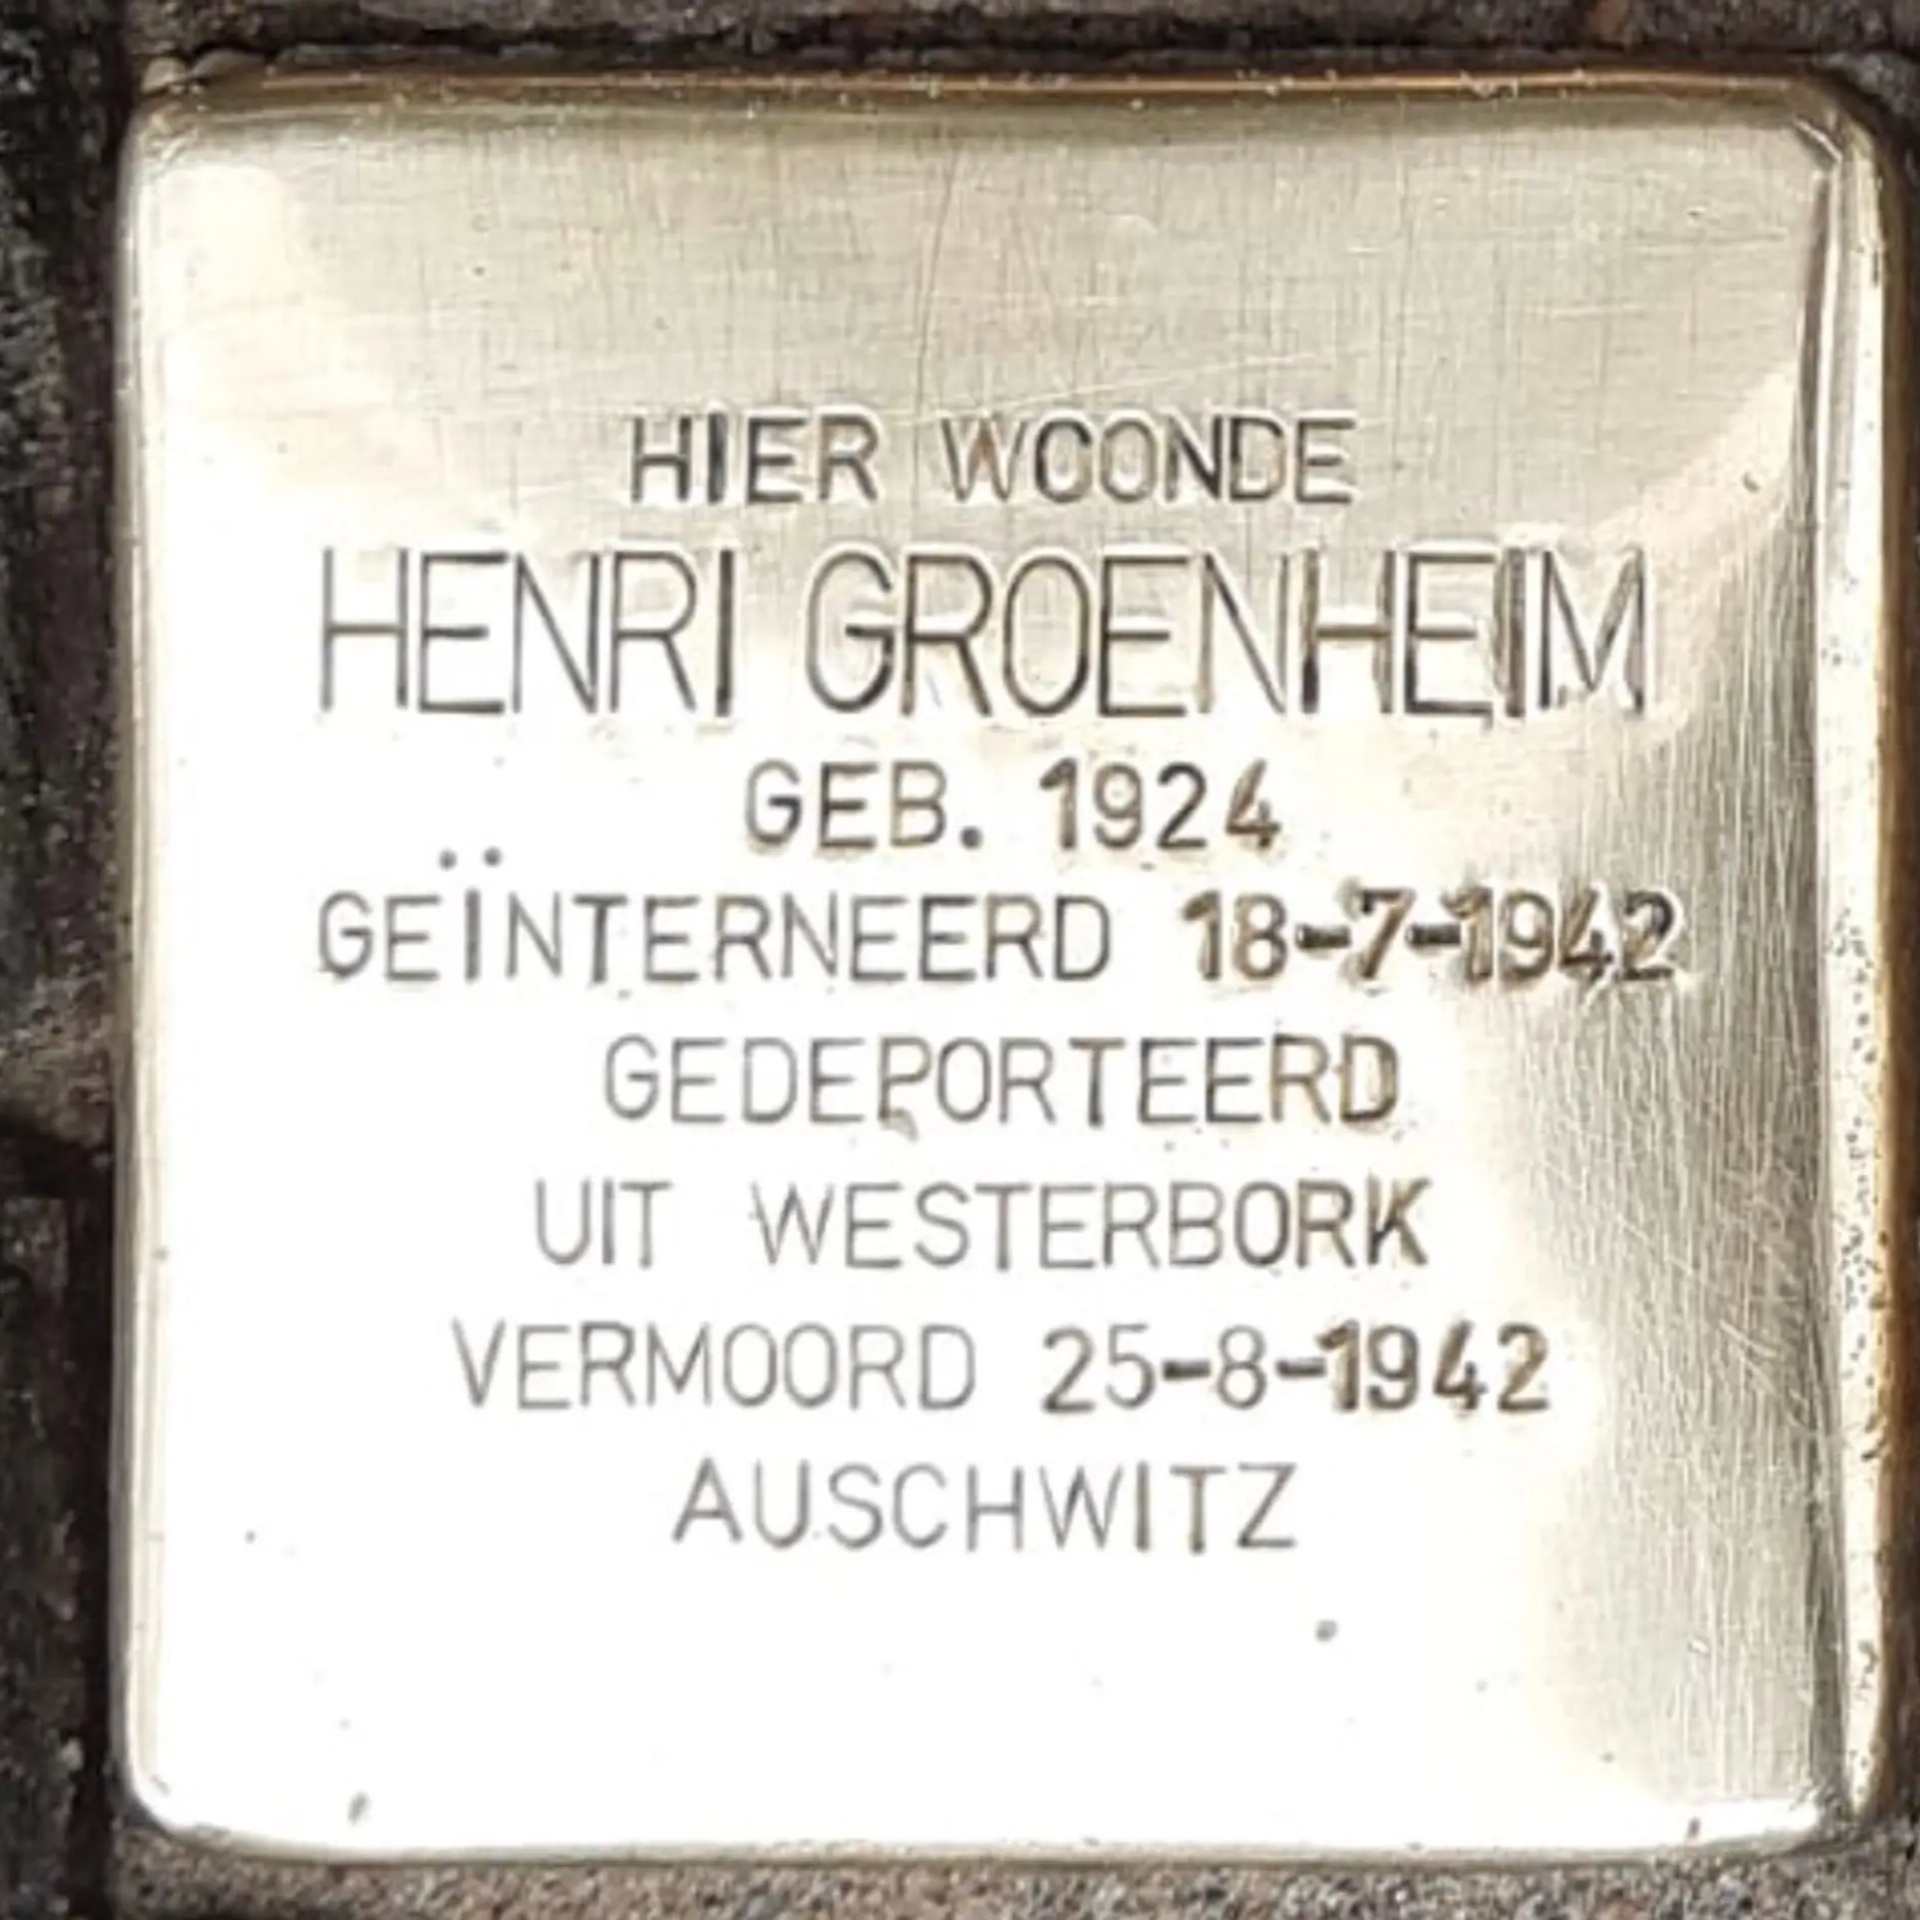 HIER WOONDE
HENRI GROENHEIM
GEB. 1924
GEÏNTERNEERD 18-7-1942
GEDEPORTEERD
UIT WESTERBORK
VERMOORD 25-8-1942
AUSCHWITZ